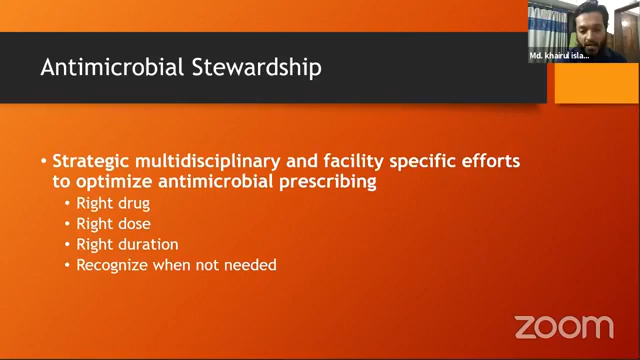 Antimicrobial Stewardship
Md. khairul isla...
• Strategic multidisciplinary and facility specific efforts
to optimize antimicrobial prescribing
• Right drug
• Right dose
• Right duration
• Recognize when not needed
zoom